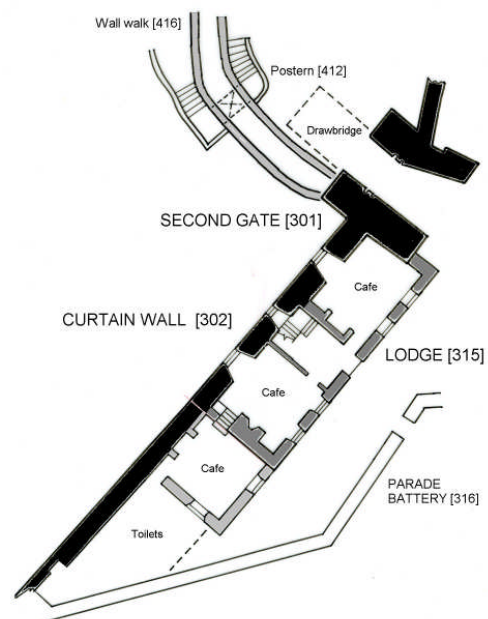 Wall walk [416]
Postern [412]
Drawbridge
SECOND GATE [301]
Cafe
CURTAIN WALL [302]
LODGE [315]
Cafe
Cafe
PARADE
BATTERY [316]
Toilets